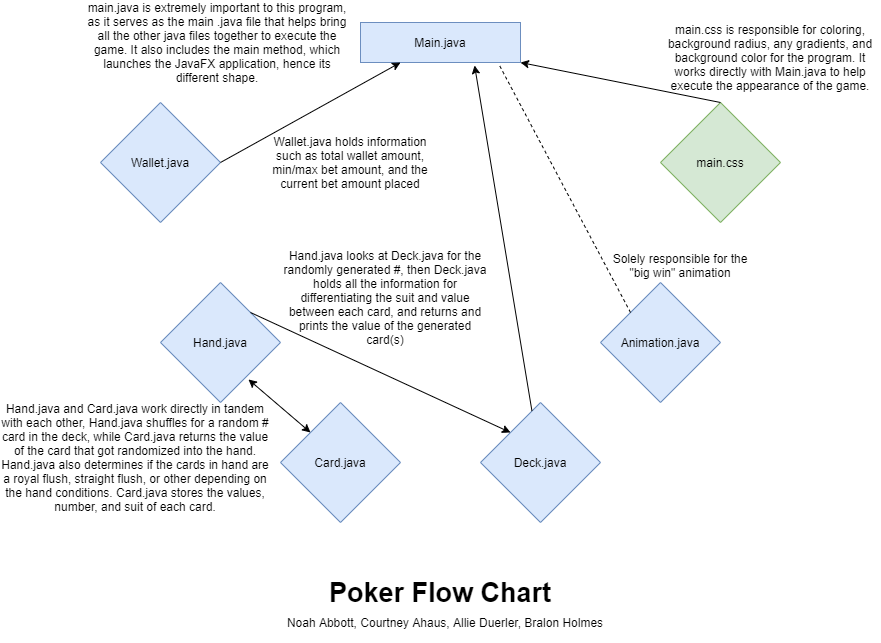 main.java is extremely important to this program,
as it serves as the main .java file that helps bring
all the other java files together to execute the
game. It also includes the main method, which
launches the JavaFX application, hence its
different shape.
Main.java
main.css is responsible for coloring,
background radius, any gradients, and
background color for the program. It
works directly with Main.java to help
execute the appearance of the game.
Wallet.java
Wallet.java holds information
such as total wallet amount,
min/max bet amount, and the
current bet amount placed
main.css
Hand.java looks at Deck.java for the
randomly generated #, then Deck.java
holds all the information for
differentiating the suit and value
between each card, and returns and
prints the value of the generated
card(s)
Solely responsible for the
"big win" animation
Hand.java
Animation.java
Hand.java and Card.java work directly in tandem
with each other, Hand.java shuffles for a random #
card in the deck, while Card.java returns the value
of the card that got randomized into the hand.
Hand.java also determines if the cards in hand are
a royal flush, straight flush, or other depending on
the hand conditions. Card.java stores the values,
number, and suit of each card.
Card.java
Deck.java
Poker Flow Chart
Noah Abbott, Courtney Ahaus, Allie Duerler, Bralon Holmes